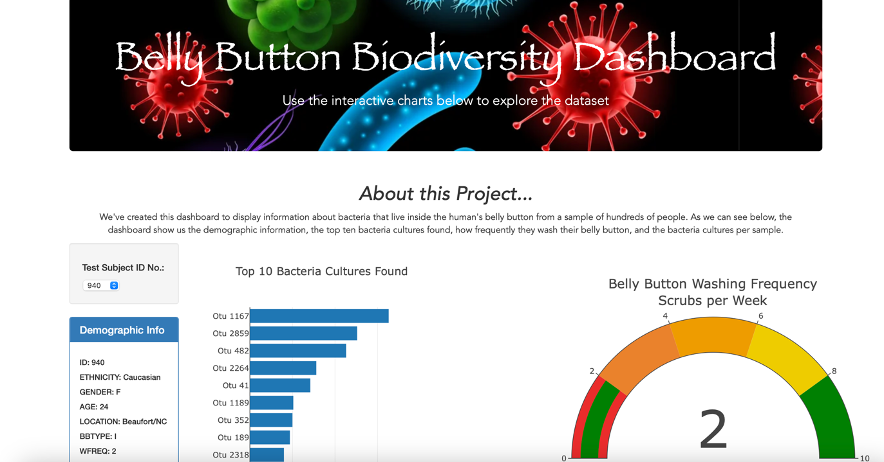 Belly Button Biodiversity Dashboard
Use the interactive charts below to explore the dataset
About this Project...
We've created this dashboard to display information about bacteria that live inside the human's belly button from a sample of hundreds of people. As we can see below, the
dashboard show us the demographic information, the top ten bacteria cultures found, how frequently they wash their belly button, and the bacteria cultures per sample.
Test Subject ID No.:
940
Demographic Info
ID: 940
ETHNICITY: Caucasian
GENDER: F
AGE: 24
LOCATION: Beaufort/NC
BBTYPE: I
WFREQ: 2
Top 10 Bacteria Cultures Found
Otu 1167
Otu 2859
Otu 482
Otu 2264
Otu 41
Otu 1189
Otu 352
Otu 189
Otu 2318
Belly Button Washing Frequency
Scrubs per Week
0
2
4
6
8
10
2